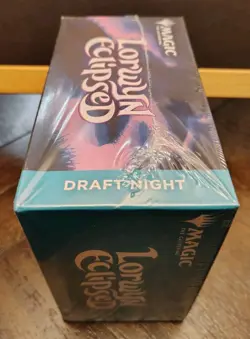 MAGIC
LORWYN
ECLIPSED
DRAFT NIGHT
MAGIC
THE GATHERING
LORWYN
ECLIPSED